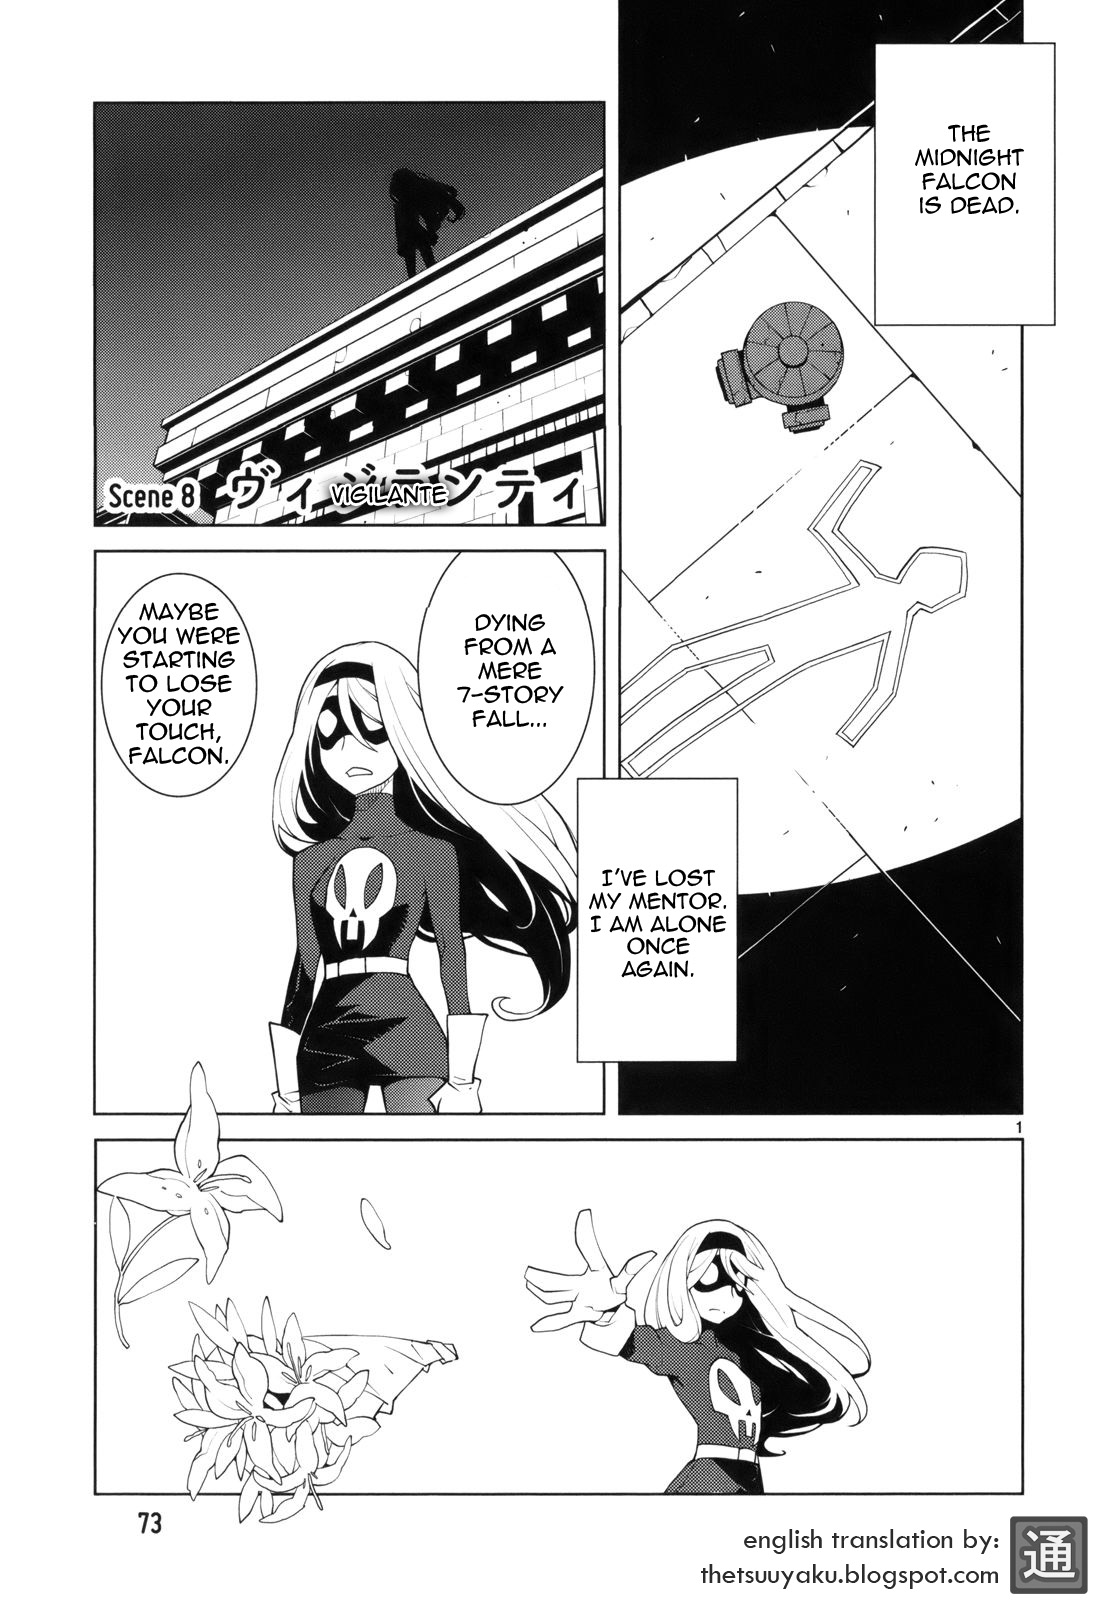 THE
MIDNIGHT
FALCON
IS DEAD.
I'VE LOST
MY MENTOR.
I AM ALONE
ONCE
AGAIN.
Scene 8 ヴィジランティ
VIGILANTE
DYING
FROM A
MERE
7-STORY
FALL...
MAYBE
YOU WERE
STARTING
TO LOSE
YOUR
TOUCH,
FALCON.
1
73
english translation by:
thetsuuyaku.blogspot.com
通